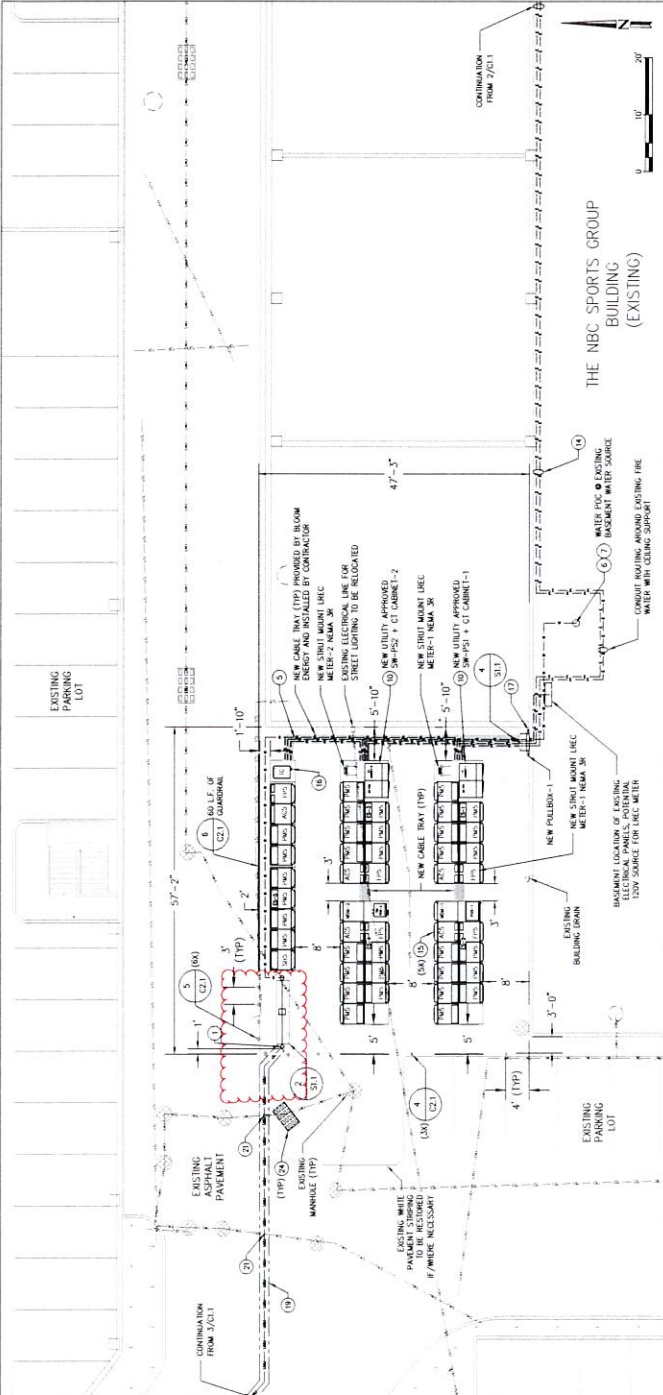 CONTINUATION
FROM 3/C1.1
19
21
21
EXISTING
ASPHALT
PAVEMENT
(TYP) 24
EXISTING
MANHOLE (TYP)
EXISTING WHITE
PAVEMENT STRIPING
TO BE RESTORED
IF/WHERE NECESSARY
EXISTING
PARKING
LOT
EXISTING
PARKING
LOT
57'-2"
1'
1
5
C2.1
(6X)
3'
(TYP)
2'
6
C2.1
60 L.F. OF
GUARDRAIL
1'-10"
2
S1.1
4
C2.1
(3X)
8'
8'
8'
5'
5'
4' (TYP)
3'-0"
3'
3'
(5X) 15
16
NEW CABLE TRAY (TYP)
5
NEW CABLE TRAY (TYP) PROVIDED BY BLOOM
ENERGY AND INSTALLED BY CONTRACTOR
NEW STRUT MOUNT LREC
METER-2 NEMA 3R
EXISTING ELECTRICAL LINE FOR
STREET LIGHTING TO BE RELOCATED
10
NEW UTILITY APPROVED
SW-PS2 + CT CABINET-2
5'-10"
NEW STRUT MOUNT LREC
METER-1 NEMA 3R
5'-10"
10
NEW UTILITY APPROVED
SW-PS1 + CT CABINET-1
4
S1.1
17
NEW PULLBOX-1
NEW STRUT MOUNT LREC
METER-1 NEMA 3R
EXISTING
BUILDING DRAIN
BASEMENT LOCATION OF EXISTING
ELECTRICAL PANELS, POTENTIAL
120V SOURCE FOR LREC METER
47'-3"
14
6 7
WATER POC @ EXISTING
BASEMENT WATER SOURCE
CONDUIT ROUTING AROUND EXISTING FIRE
WATER WITH CEILING SUPPORT
THE NBC SPORTS GROUP
BUILDING
(EXISTING)
CONTINUATION
FROM 2/C1.1
N
0 10' 20'